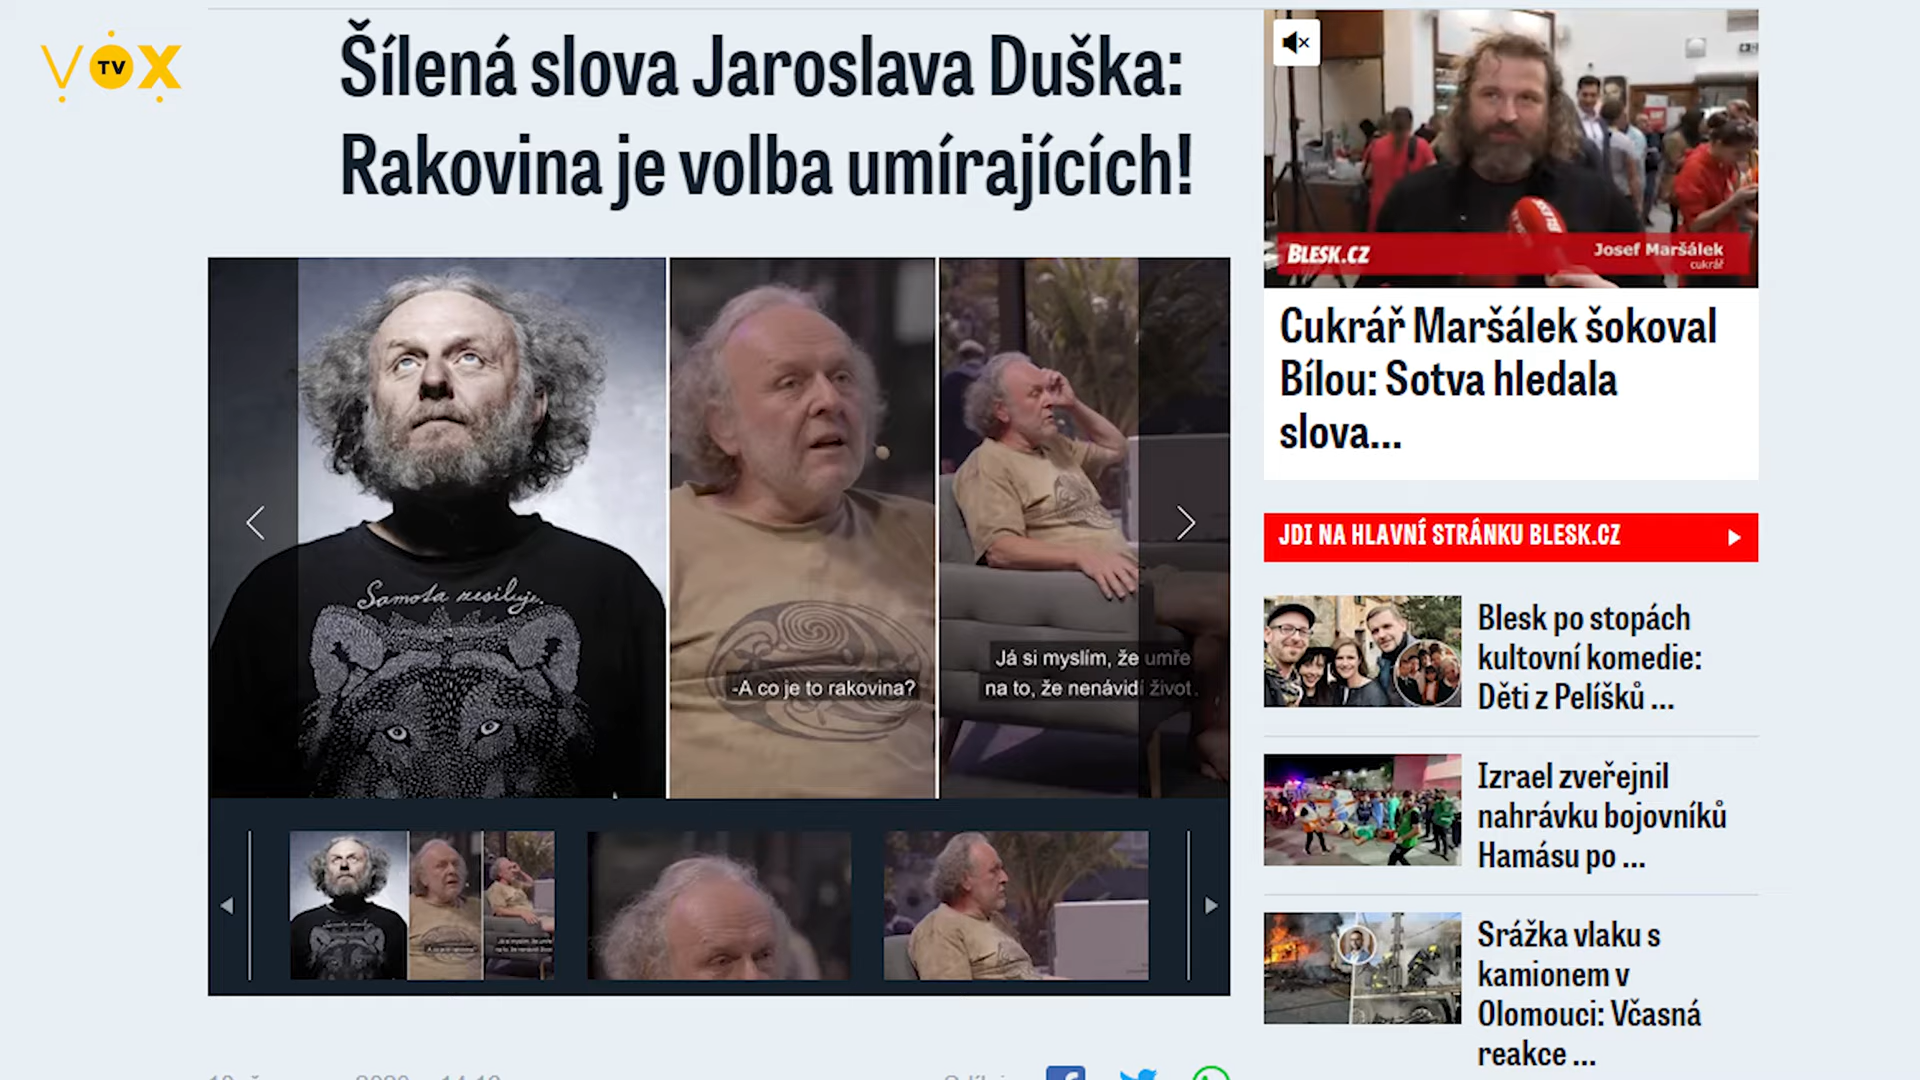 VOX
TV
Šílená slova Jaroslava Duška:
Rakovina je volba umírajících!
Samota nesiluje.
-A co je to rakovina?
Já si myslím, že umře
na to, že nenávidí život.
BLESK.CZ
Josef Maršálek
cukrář
Cukrář Maršálek šokoval
Bílou: Sotva hledala
slova...
JDI NA HLAVNÍ STRÁNKU BLESK.CZ
Blesk po stopách
kultovní komedie:
Děti z Pelíšků ...
Izrael zveřejnil
nahrávku bojovníků
Hamásu po ...
Srážka vlaku s
kamionem v
Olomouci: Včasná
reakce ...